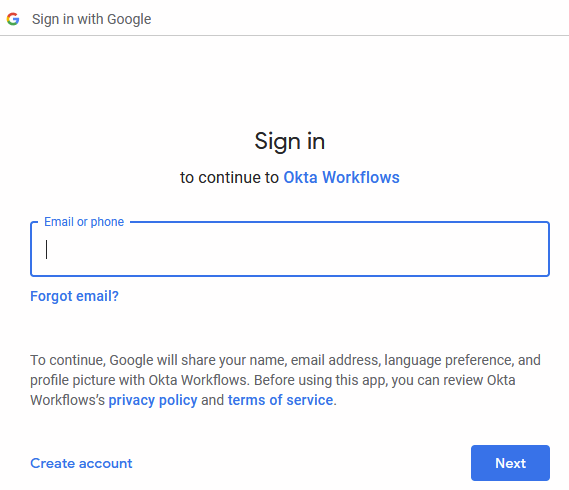 Sign in with Google
Sign in
to continue to Okta Workflows
Email or phone
Forgot email?
To continue, Google will share your name, email address, language preference, and
profile picture with Okta Workflows. Before using this app, you can review Okta
Workflows's privacy policy and terms of service.
Create account
Next